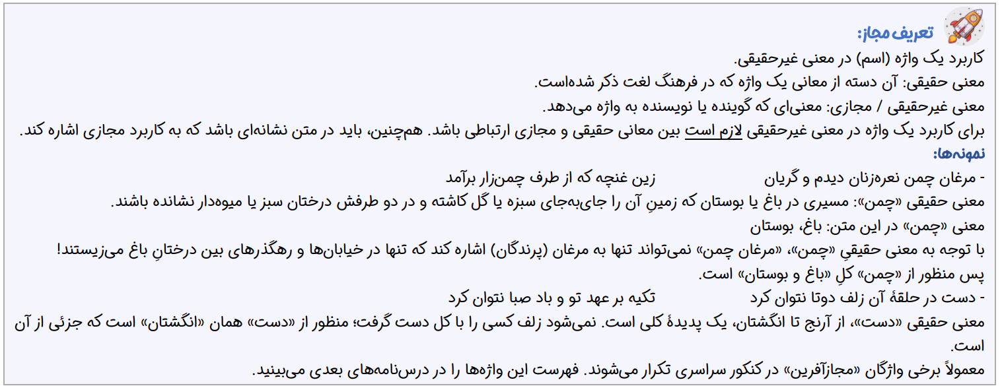 تعریف مجاز:
کاربرد یک واژه (اسم) در معنی غیرحقیقی.
معنی حقیقی: آن دسته از معانی یک واژه که در فرهنگ لغت ذکر شده‌است.
معنی غیرحقیقی / مجازی: معنی‌ای که گوینده یا نویسنده به واژه می‌دهد.
برای کاربرد یک واژه در معنی غیرحقیقی لازم است بین معانی حقیقی و مجازی ارتباطی باشد. هم‌چنین، باید در متن نشانه‌ای باشد که به کاربرد مجازی اشاره کند.
نمونه‌ها:
- مرغان چمن نعره‌زنان دیدم و گریان زین غنچه که از طرف چمن‌زار برآمد
معنی حقیقی «چمن»: مسیری در باغ یا بوستان که زمینِ آن را جای‌به‌جای سبزه یا گل کاشته و در دو طرفش درختان سبز یا میوه‌دار نشانده باشند.
معنی «چمن» در این متن: باغ، بوستان
با توجه به معنی حقیقیِ «چمن»، «مرغان چمن» نمی‌تواند تنها به مرغان (پرندگان) اشاره کند که تنها در خیابان‌ها و رهگذرهای بین درختانِ باغ می‌زیستند!
پس منظور از «چمن» کلِ «باغ و بوستان» است.
- دست در حلقهٔ آن زلف دوتا نتوان کرد تکیه بر عهد تو و باد صبا نتوان کرد
معنی حقیقی «دست»، از آرنج تا انگشتان، یک پدیدهٔ کلی است. نمی‌شود زلف کسی را با کل دست گرفت؛ منظور از «دست» همان «انگشتان» است که جزئی از آن
است.
معمولاً برخی واژگان «مجازآفرین» در کنکور سراسری تکرار می‌شوند. فهرست این واژه‌ها را در درس‌نامه‌های بعدی می‌بینید.